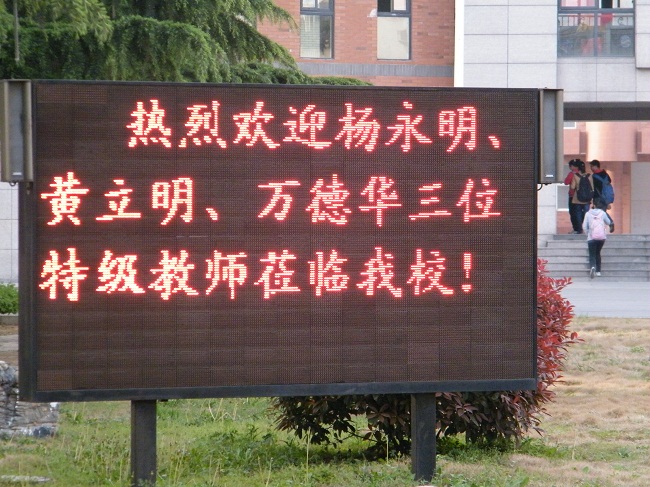 热烈欢迎杨永明、
黄立明、万德华三位
特级教师莅临我校！